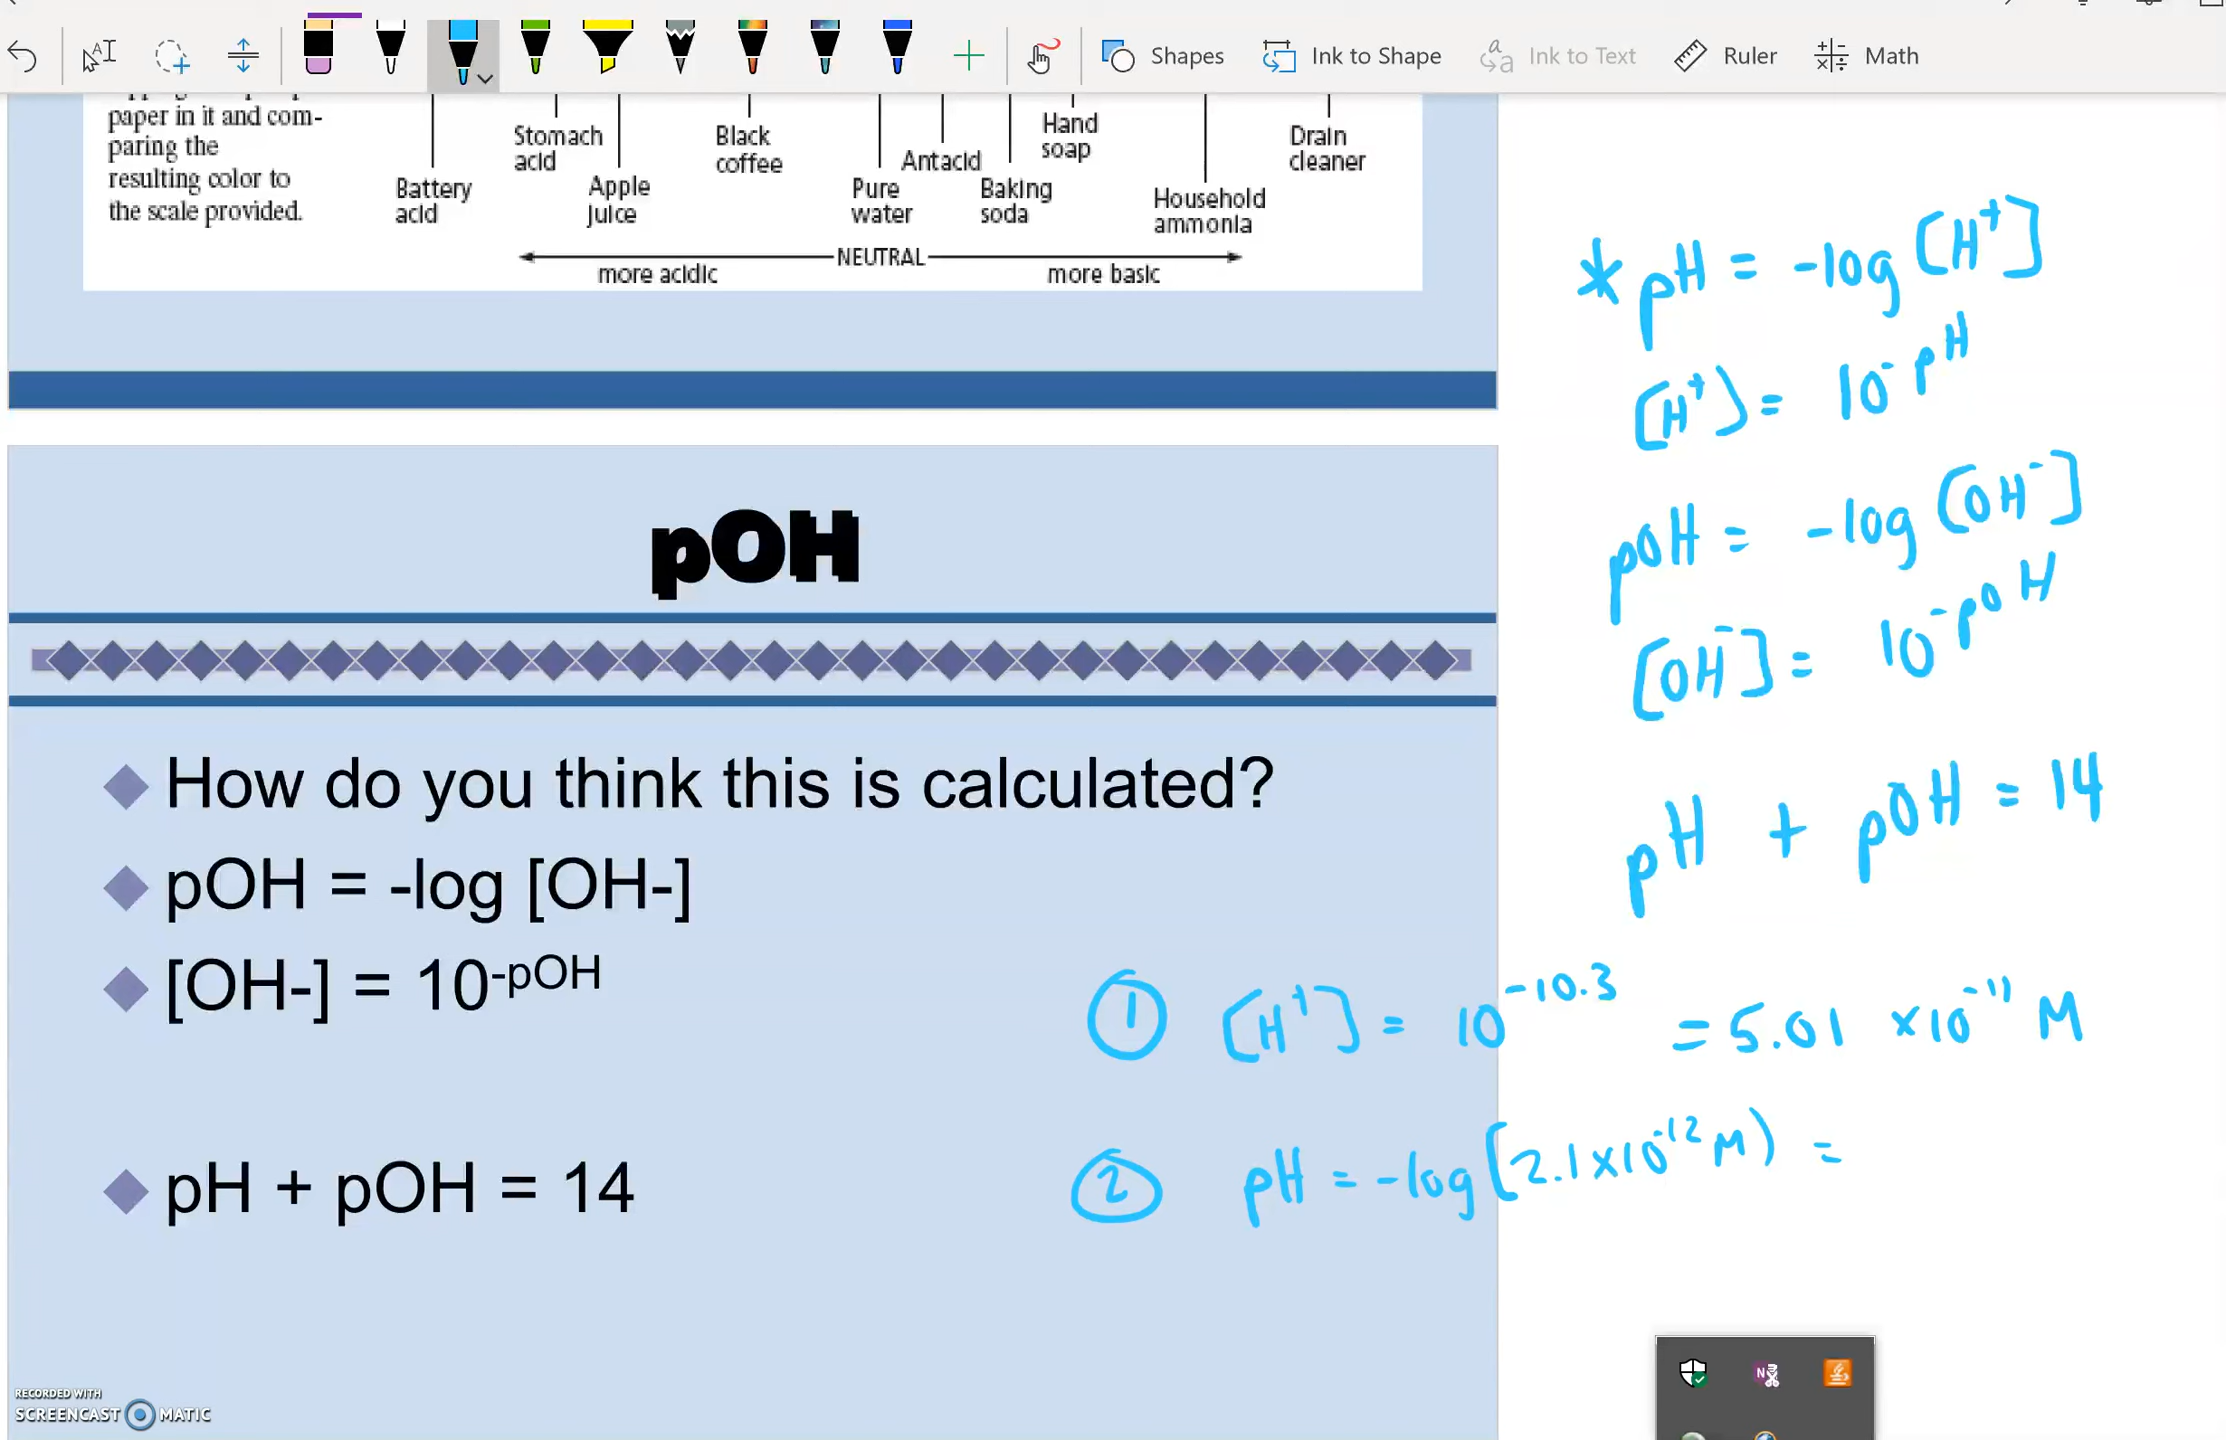 Shapes
Ink to Shape
Ink to Text
Ruler
Math
paper in it and com-
paring the
resulting color to
the scale provided.
Battery acid
Stomach acid
Apple juice
Black coffee
Pure water
Antacid
Baking soda
Hand soap
Household ammonia
Drain cleaner
NEUTRAL
more acidic
more basic
pOH
How do you think this is calculated?
pOH = -log [OH-]
[OH-] = 10-pOH
pH + pOH = 14
* pH = -log [H⁺]
[H⁺] = 10⁻pH
pOH = -log [OH⁻]
[OH⁻] = 10⁻pOH
pH + pOH = 14
① [H⁺] = 10⁻¹⁰·³ = 5.01 ×10⁻¹¹ M
② pH = -log (2.1×10⁻¹² M) =
RECORDED WITH
SCREENCAST MATIC